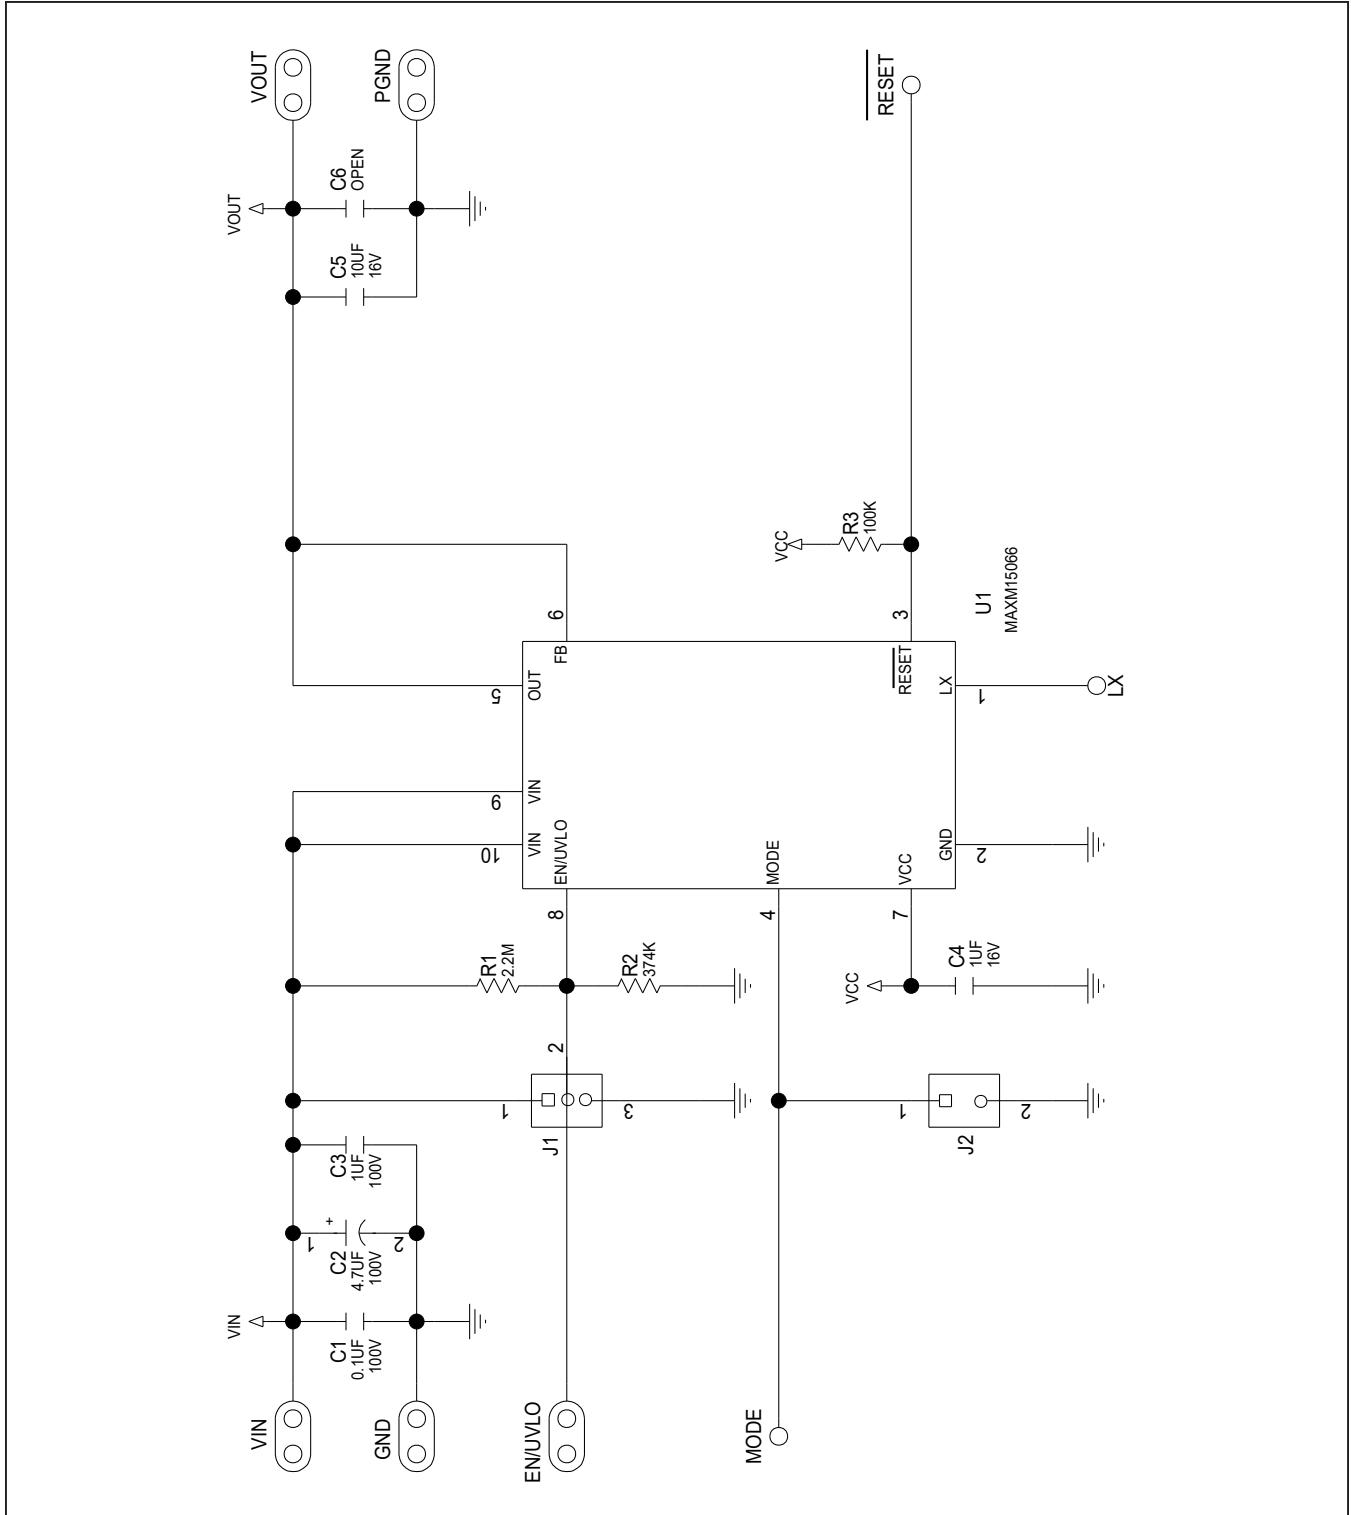 VIN
VIN
C1
0.1UF
100V
1
+
2
C2
4.7UF
100V
C3
1UF
100V
GND
EN/UVLO
1
2
3
J1
R1
2.2M
R2
374K
MODE
1
2
J2
VCC
C4
1UF
16V
10
VIN
9
VIN
5
OUT
8
EN/UVLO
4
MODE
7
VCC
6
FB
3
RESET
1
LX
2
GND
U1
MAXM15066
LX
VCC
R3
100K
RESET
VOUT
C5
10UF
16V
C6
OPEN
VOUT
PGND